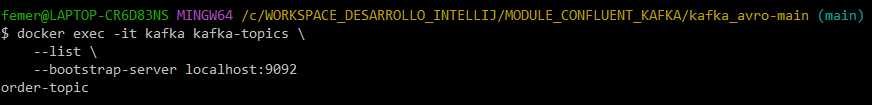 femer@LAPTOP-CR6D83NS MINGW64 /c/WORKSPACE_DESARROLLO_INTELLIJ/MODULE_CONFLUENT_KAFKA/kafka_avro-main (main)
$ docker exec -it kafka kafka-topics \
    --list \
    --bootstrap-server localhost:9092
order-topic